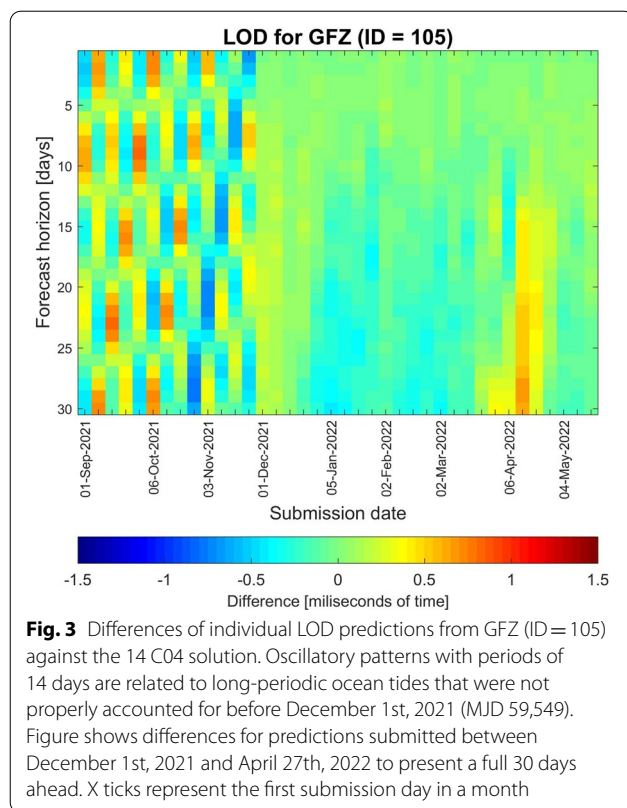 LOD for GFZ (ID = 105)
Forecast horizon [days]
5
10
15
20
25
30
01-Sep-2021
06-Oct-2021
03-Nov-2021
01-Dec-2021
05-Jan-2022
02-Feb-2022
02-Mar-2022
06-Apr-2022
04-May-2022
Submission date
-1.5
-1
-0.5
0
0.5
1
1.5
Difference [miliseconds of time]
Fig. 3 Differences of individual LOD predictions from GFZ (ID = 105)
against the 14 C04 solution. Oscillatory patterns with periods of
14 days are related to long-periodic ocean tides that were not
properly accounted for before December 1st, 2021 (MJD 59,549).
Figure shows differences for predictions submitted between
December 1st, 2021 and April 27th, 2022 to present a full 30 days
ahead. X ticks represent the first submission day in a month